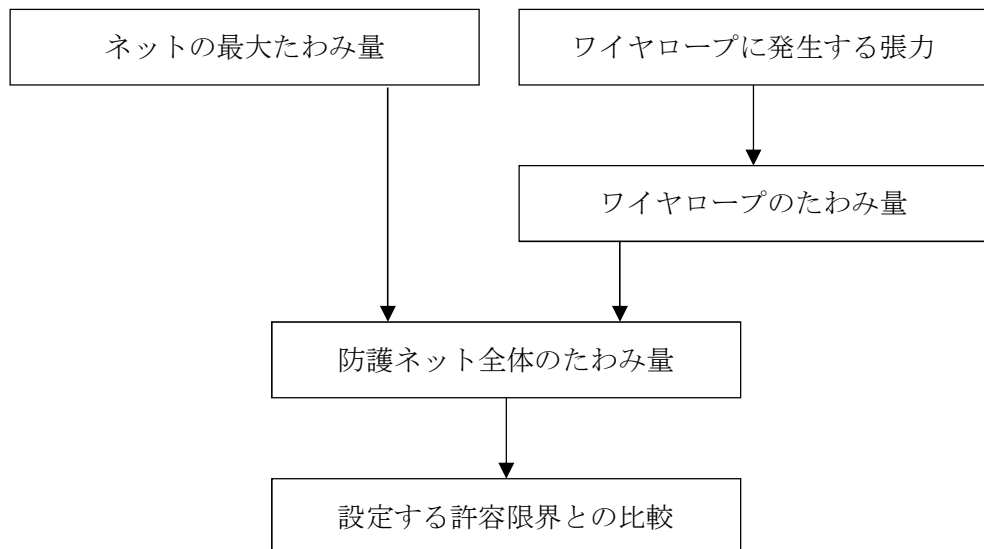 ネットの最大たわみ量
ワイヤロープに発生する張力
ワイヤロープのたわみ量
防護ネット全体のたわみ量
設定する許容限界との比較